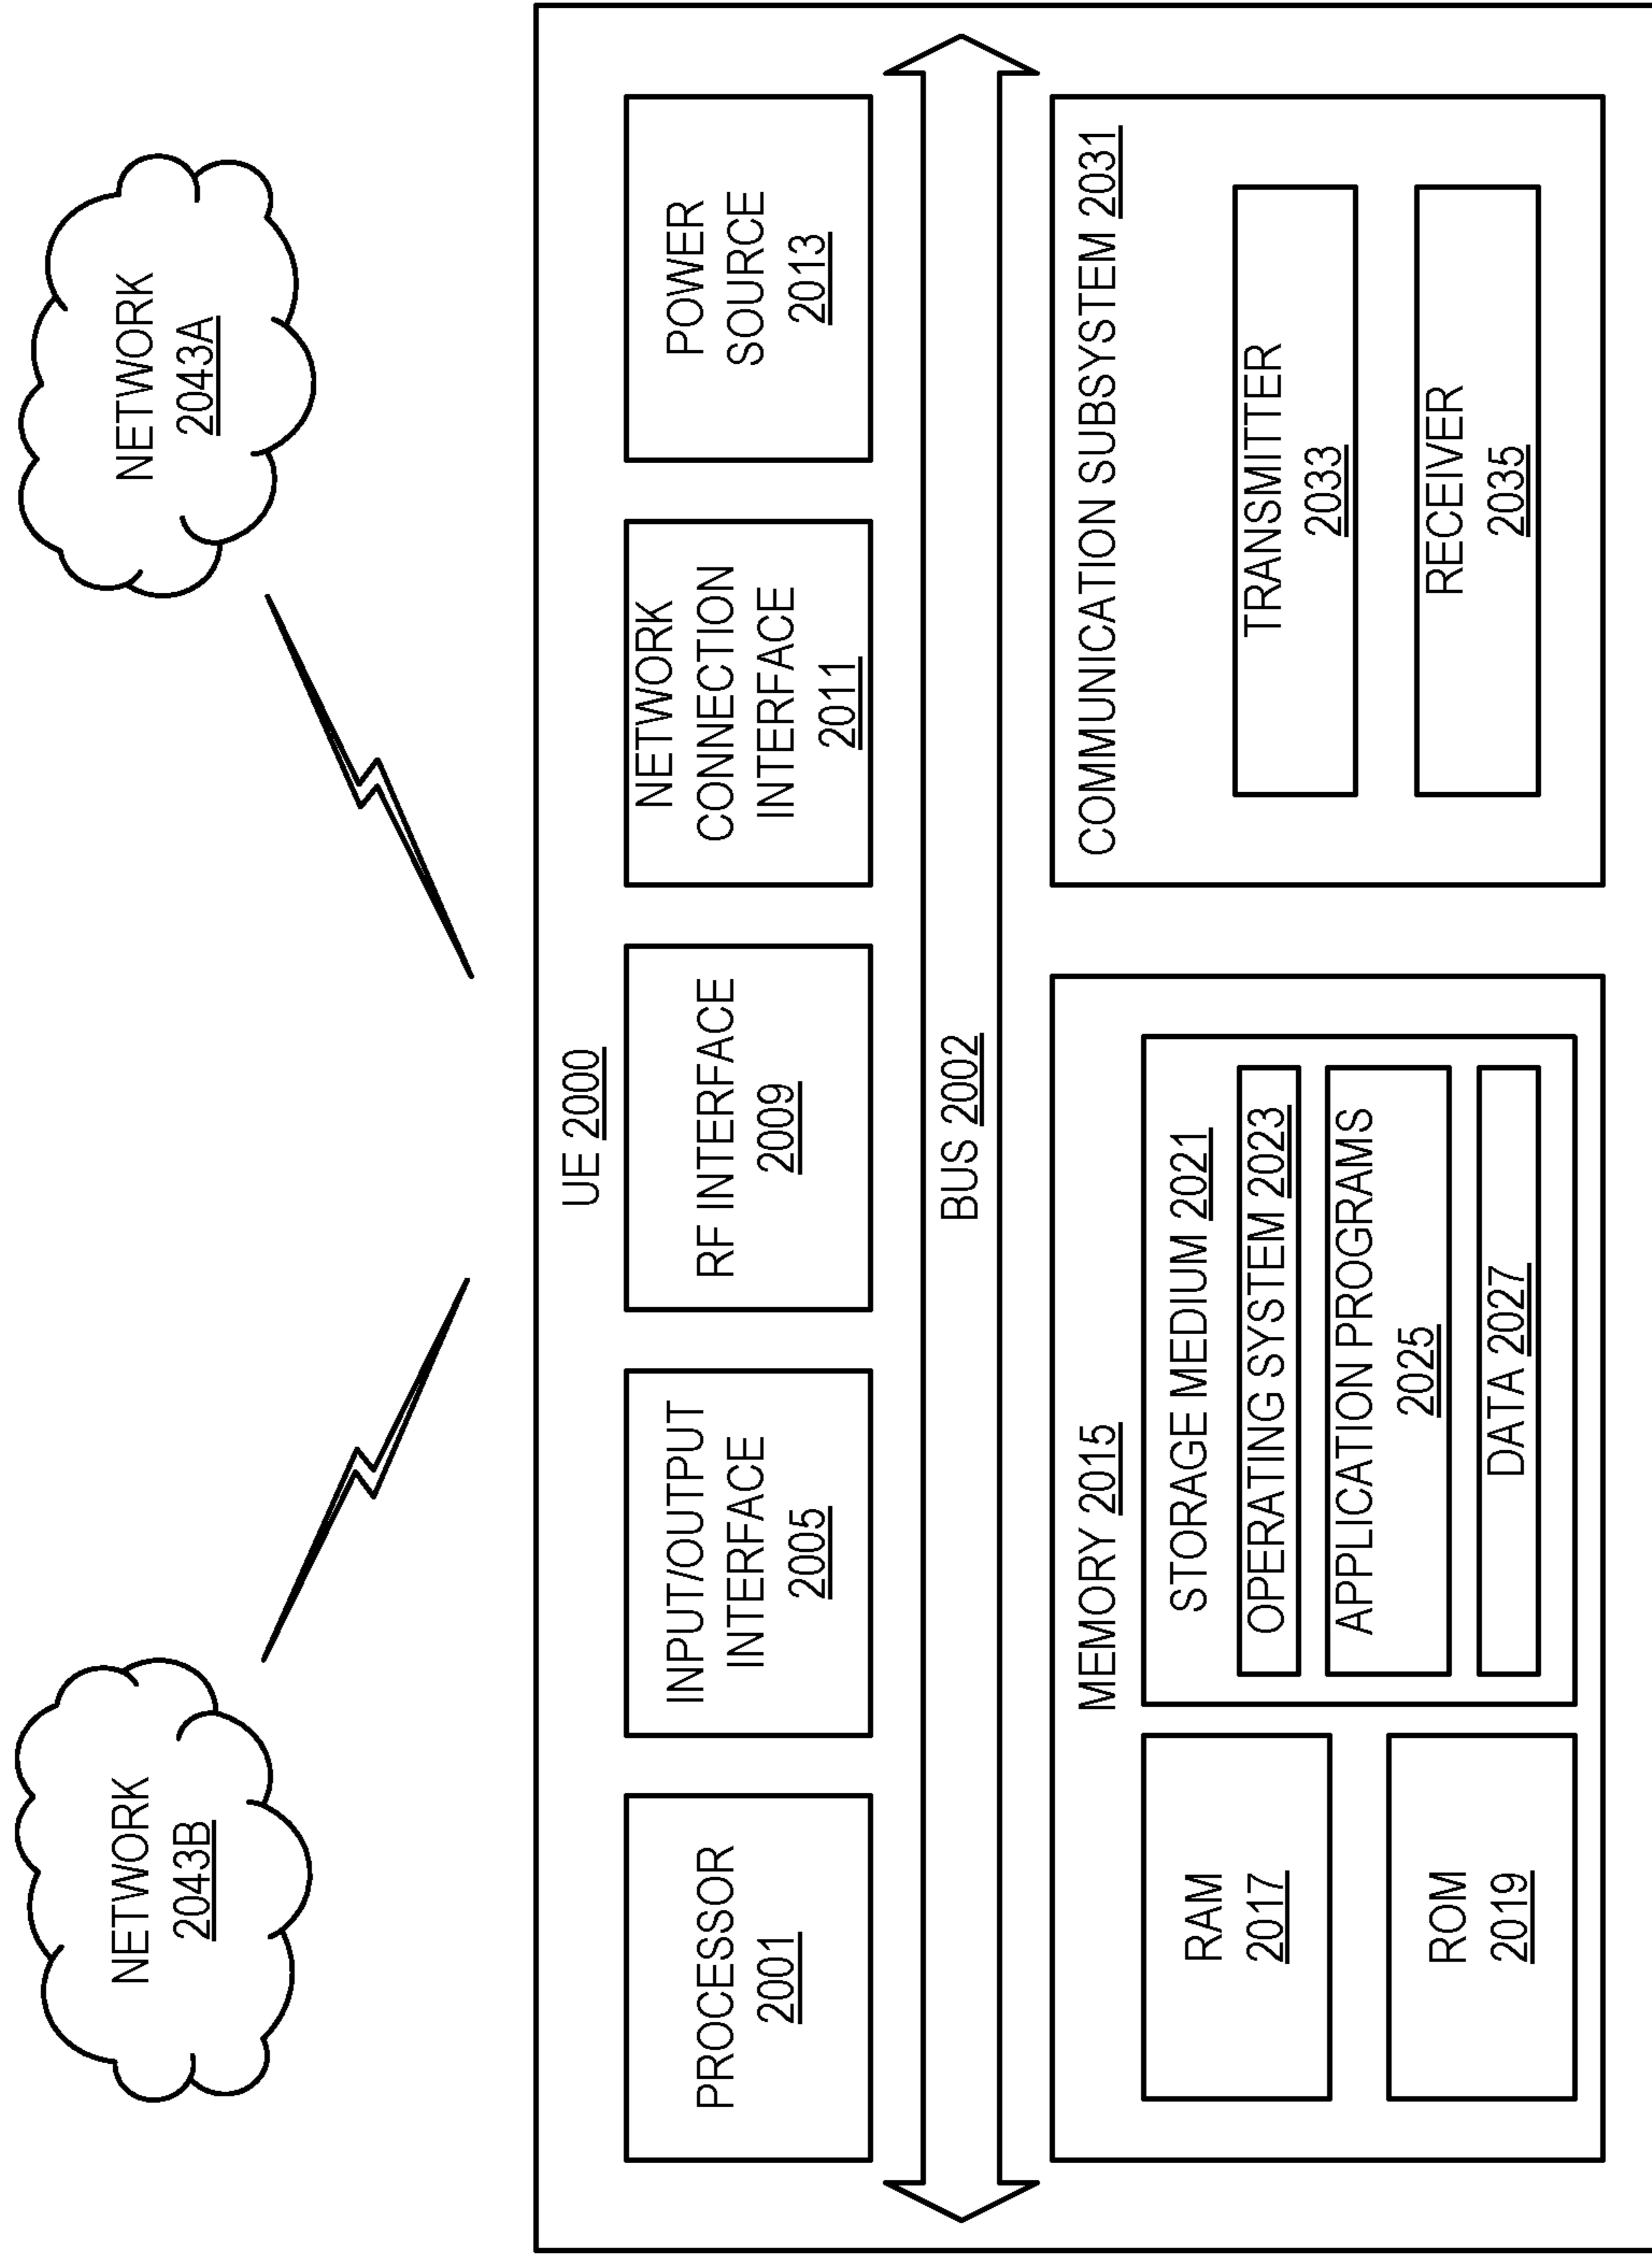 NETWORK
2043B
NETWORK
2043A
UE 2000
PROCESSOR
2001
INPUT/OUTPUT
INTERFACE
2005
RF INTERFACE
2009
NETWORK
CONNECTION
INTERFACE
2011
POWER
SOURCE
2013
BUS 2002
MEMORY 2015
RAM
2017
ROM
2019
STORAGE MEDIUM 2021
OPERATING SYSTEM 2023
APPLICATION PROGRAMS
2025
DATA 2027
COMMUNICATION SUBSYSTEM 2031
TRANSMITTER
2033
RECEIVER
2035